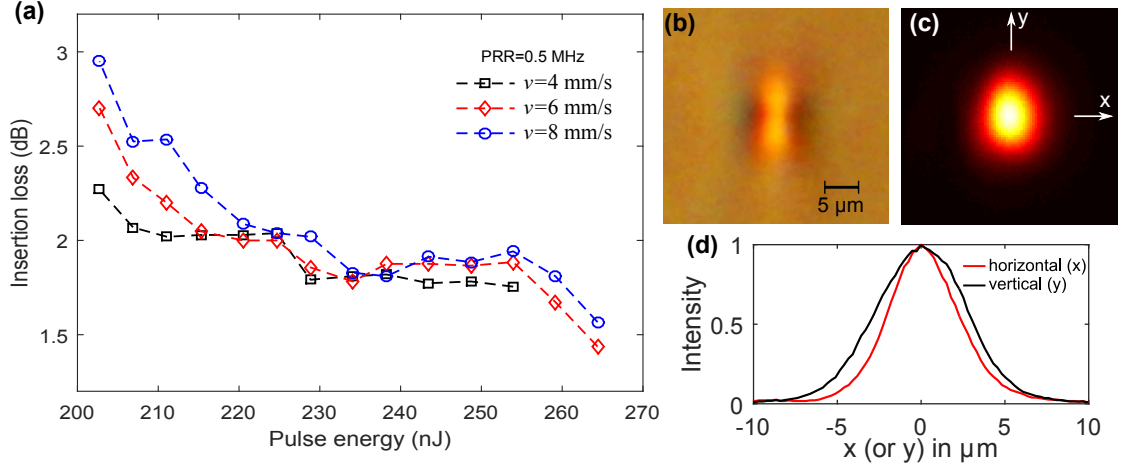 (a)
3
2.5
2
1.5
Insertion loss (dB)
200 210 220 230 240 250 260 270
Pulse energy (nJ)
PRR=0.5 MHz
v=4 mm/s
v=6 mm/s
v=8 mm/s
(b)
5 µm
(c)
y
x
(d)
1
0.5
0
Intensity
horizontal (x)
vertical (y)
-10 -5 0 5 10
x (or y) in µm